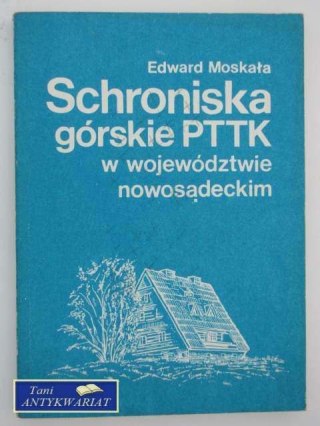 Edward Moskała
Schroniska
górskie PTTK
w województwie
nowosądeckim
Tani
ANTYKWARIAT